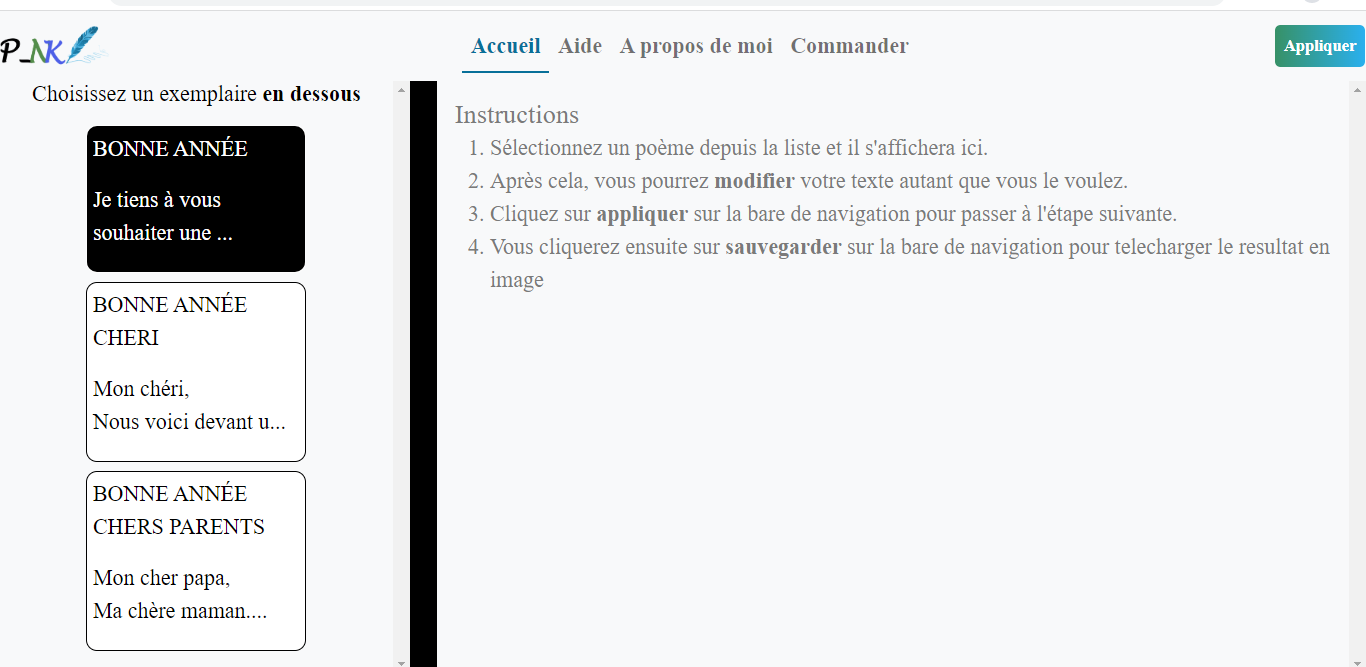 P_NK
Accueil Aide A propos de moi Commander
Appliquer
Choisissez un exemplaire en dessous
BONNE ANNÉE
Je tiens à vous
souhaiter une ...
BONNE ANNÉE
CHERI
Mon chéri,
Nous voici devant u...
BONNE ANNÉE
CHERS PARENTS
Mon cher papa,
Ma chère maman....
Instructions
1. Sélectionnez un poème depuis la liste et il s'affichera ici.
2. Après cela, vous pourrez modifier votre texte autant que vous le voulez.
3. Cliquez sur appliquer sur la bare de navigation pour passer à l'étape suivante.
4. Vous cliquerez ensuite sur sauvegarder sur la bare de navigation pour telecharger le resultat en
image